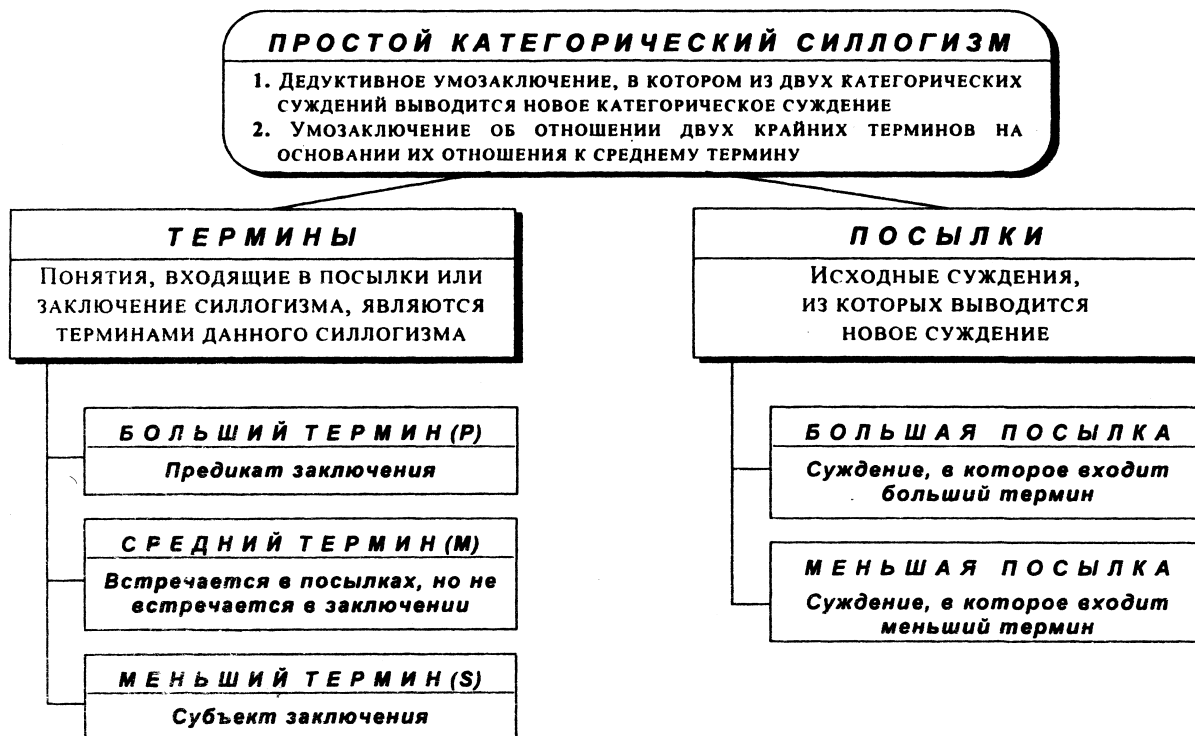 ПРОСТОЙ КАТЕГОРИЧЕСКИЙ СИЛЛОГИЗМ
1. Дедуктивное умозаключение, в котором из двух категорических
суждений выводится новое категорическое суждение
2. Умозаключение об отношении двух крайних терминов на
основании их отношения к среднему термину
ТЕРМИНЫ
Понятия, входящие в посылки или
заключение силлогизма, являются
терминами данного силлогизма
БОЛЬШИЙ ТЕРМИН (P)
Предикат заключения
СРЕДНИЙ ТЕРМИН (M)
Встречается в посылках, но не
встречается в заключении
МЕНЬШИЙ ТЕРМИН (S)
Субъект заключения
ПОСЫЛКИ
Исходные суждения,
из которых выводится
новое суждение
БОЛЬШАЯ ПОСЫЛКА
Суждение, в которое входит
больший термин
МЕНЬШАЯ ПОСЫЛКА
Суждение, в которое входит
меньший термин